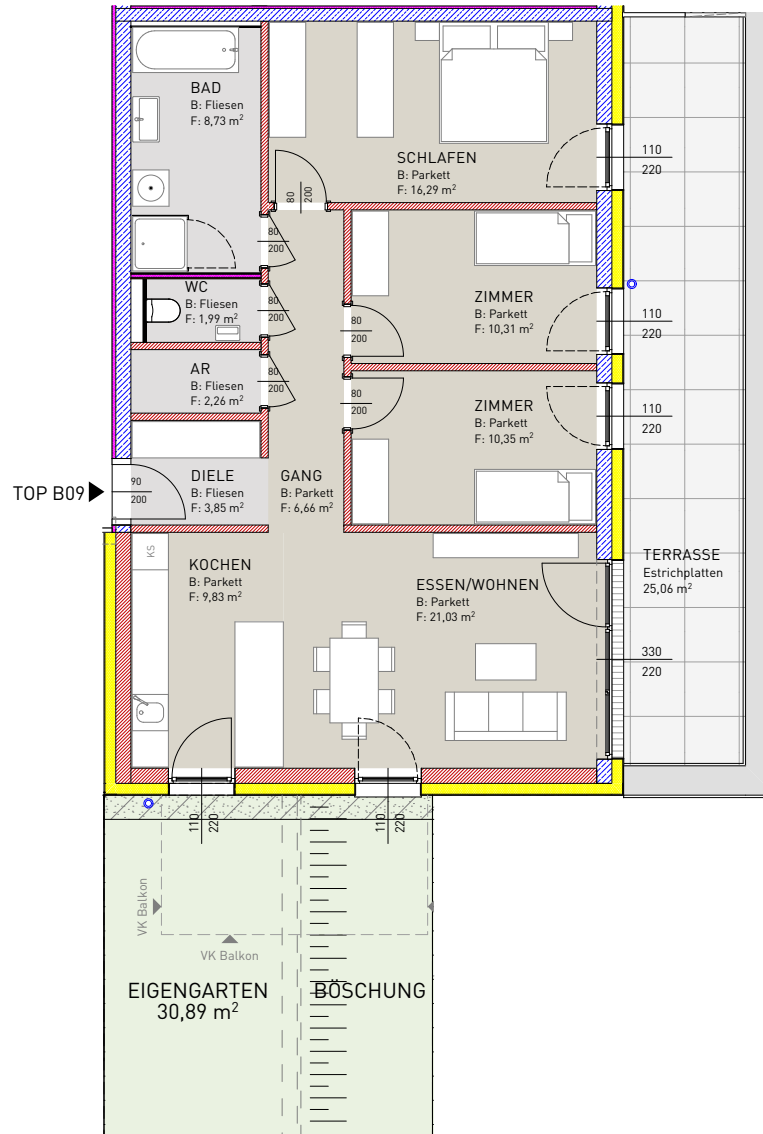 BAD
B: Fliesen
F: 8,73 m²
SCHLAFEN
B: Parkett
F: 16,29 m²
110
220
80
200
80
200
WC
B: Fliesen
F: 1,99 m²
80
200
ZIMMER
B: Parkett
F: 10,31 m²
80
200
110
220
AR
B: Fliesen
F: 2,26 m²
80
200
80
200
ZIMMER
B: Parkett
F: 10,35 m²
110
220
TOP B09
90
200
DIELE
B: Fliesen
F: 3,85 m²
GANG
B: Parkett
F: 6,66 m²
KS
KOCHEN
B: Parkett
F: 9,83 m²
ESSEN/WOHNEN
B: Parkett
F: 21,03 m²
TERRASSE
Estrichplatten
25,06 m²
330
220
110
220
110
220
VK Balkon
VK Balkon
EIGENGARTEN
30,89 m²
BÖSCHUNG